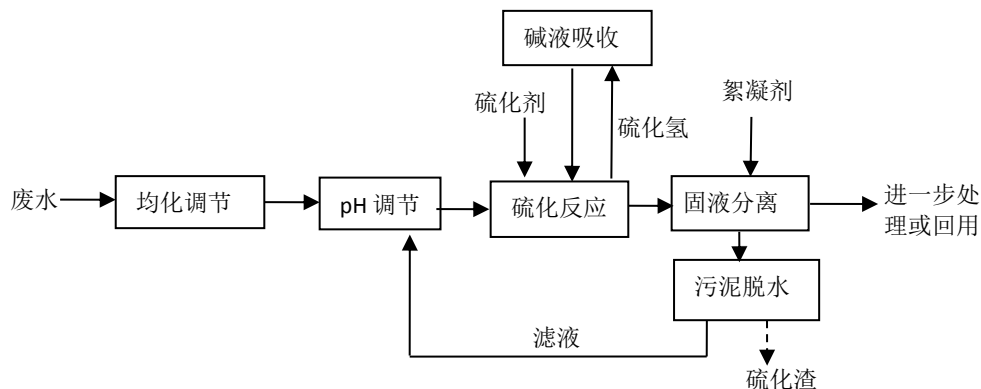 碱液吸收
硫化剂
硫化氢
絮凝剂
废水
均化调节
pH 调节
硫化反应
固液分离
进一步处
理或回用
污泥脱水
滤液
硫化渣